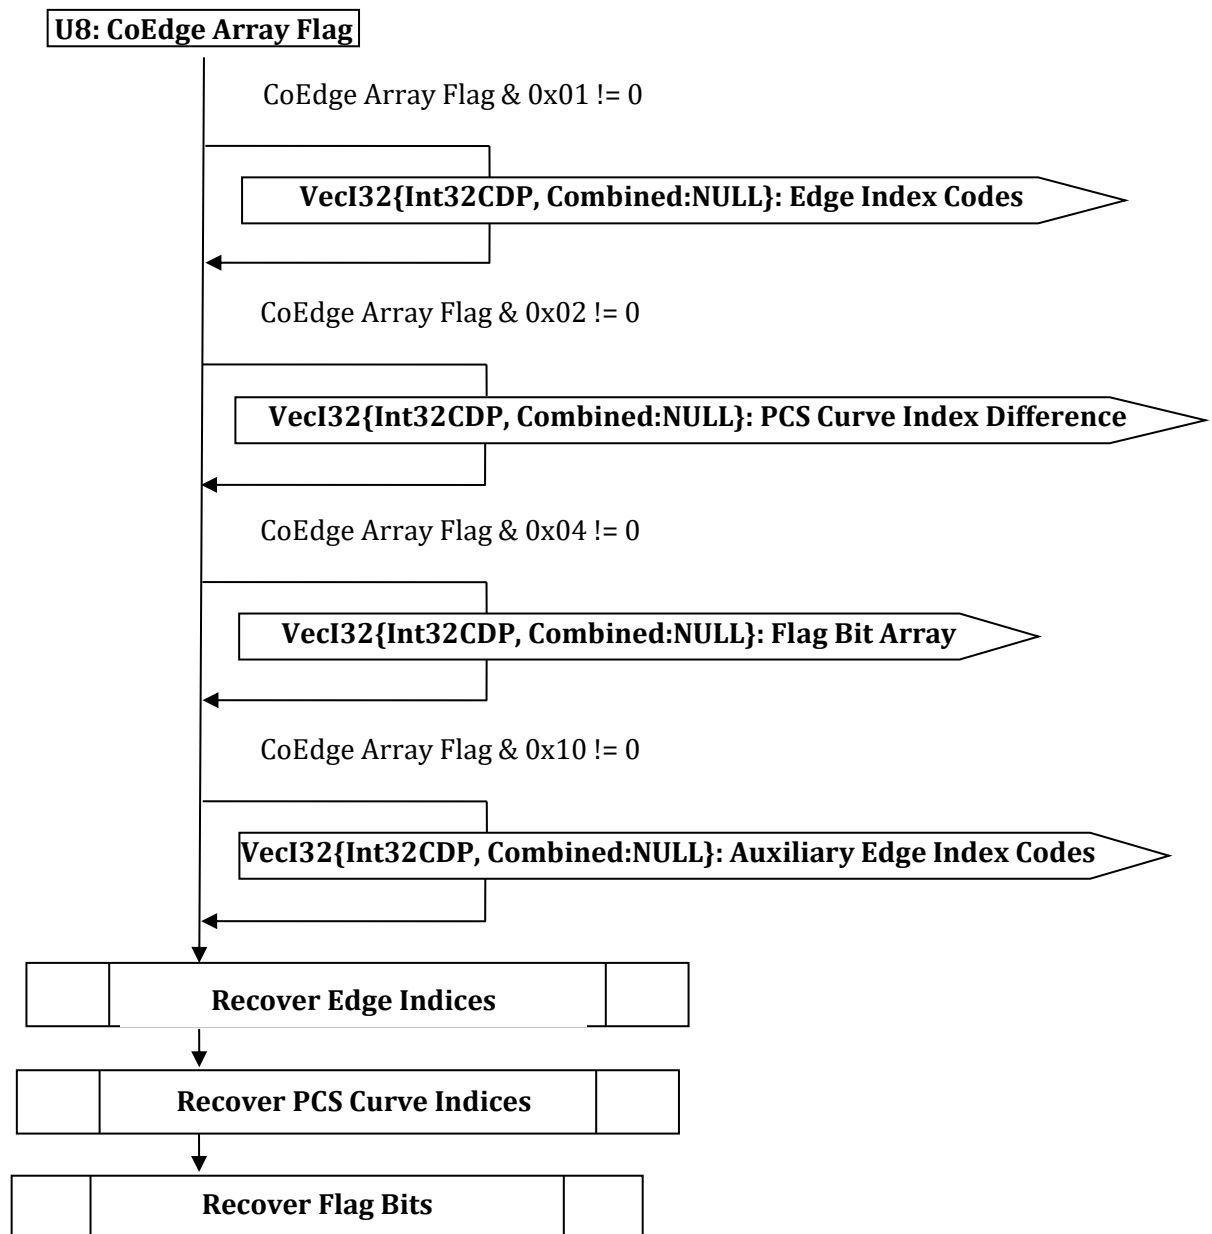 U8: CoEdge Array Flag
CoEdge Array Flag & 0x01 != 0
VecI32{Int32CDP, Combined:NULL}: Edge Index Codes
CoEdge Array Flag & 0x02 != 0
VecI32{Int32CDP, Combined:NULL}: PCS Curve Index Difference
CoEdge Array Flag & 0x04 != 0
VecI32{Int32CDP, Combined:NULL}: Flag Bit Array
CoEdge Array Flag & 0x10 != 0
VecI32{Int32CDP, Combined:NULL}: Auxiliary Edge Index Codes
Recover Edge Indices
Recover PCS Curve Indices
Recover Flag Bits